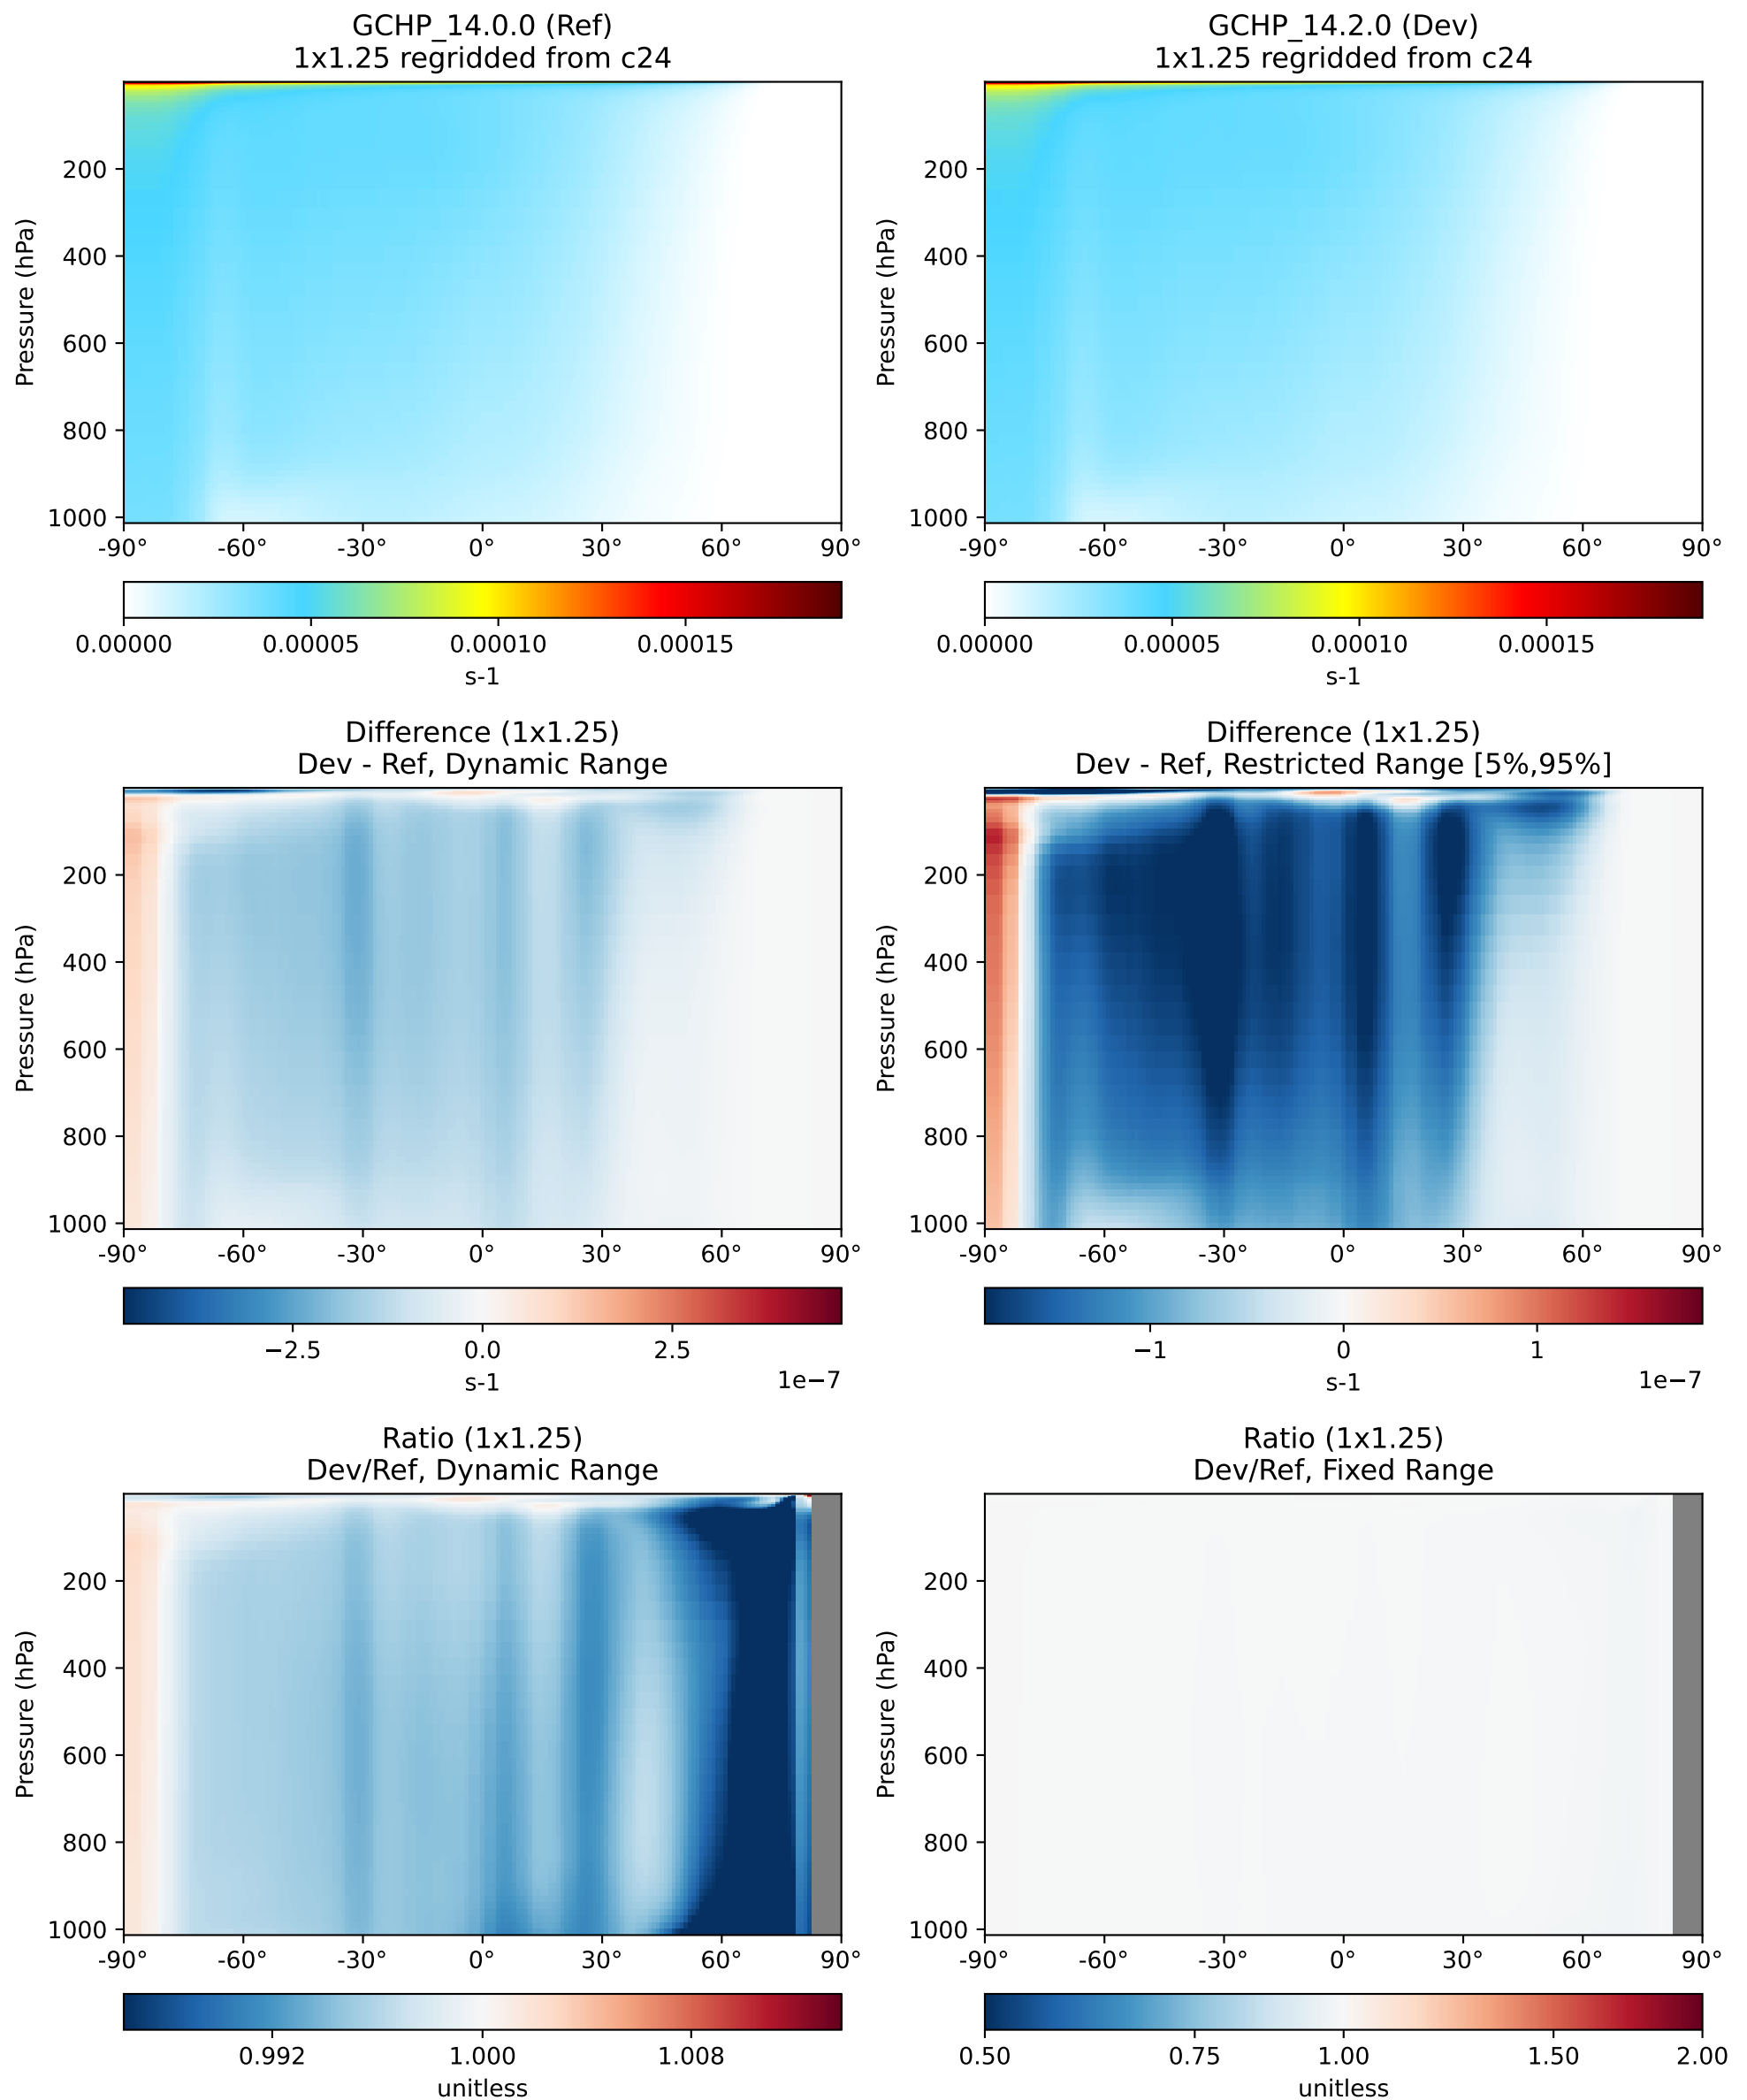 GCHP_14.0.0 (Ref)
1x1.25 regridded from c24
Pressure (hPa)
200
400
600
800
1000
-90° -60° -30° 0° 30° 60° 90°
0.00000 0.00005 0.00010 0.00015
s-1
GCHP_14.2.0 (Dev)
1x1.25 regridded from c24
Pressure (hPa)
200
400
600
800
1000
-90° -60° -30° 0° 30° 60° 90°
0.00000 0.00005 0.00010 0.00015
s-1
Difference (1x1.25)
Dev - Ref, Dynamic Range
Pressure (hPa)
200
400
600
800
1000
-90° -60° -30° 0° 30° 60° 90°
−2.5 0.0 2.5
s-1 1e−7
Difference (1x1.25)
Dev - Ref, Restricted Range [5%,95%]
Pressure (hPa)
200
400
600
800
1000
-90° -60° -30° 0° 30° 60° 90°
−1 0 1
s-1 1e−7
Ratio (1x1.25)
Dev/Ref, Dynamic Range
Pressure (hPa)
200
400
600
800
1000
-90° -60° -30° 0° 30° 60° 90°
0.992 1.000 1.008
unitless
Ratio (1x1.25)
Dev/Ref, Fixed Range
Pressure (hPa)
200
400
600
800
1000
-90° -60° -30° 0° 30° 60° 90°
0.50 0.75 1.00 1.50 2.00
unitless